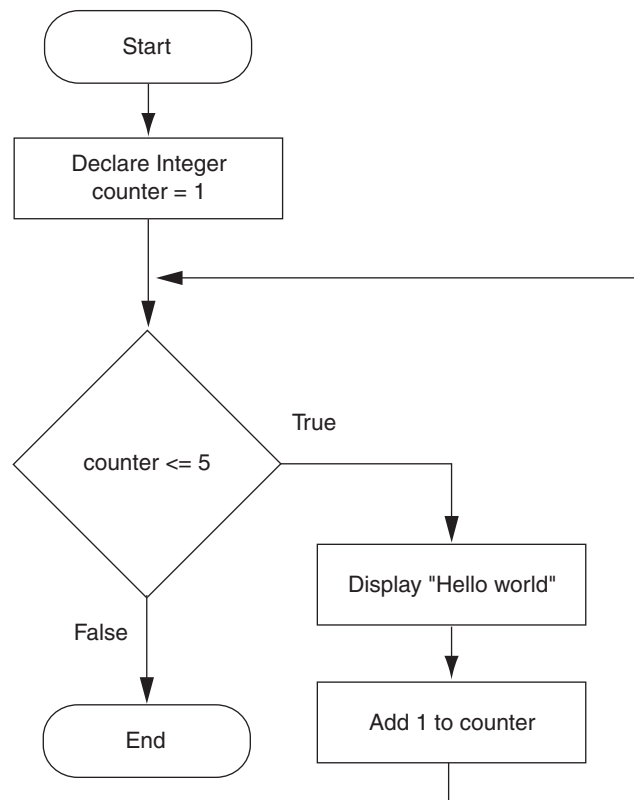 Start
Declare Integer
counter = 1
counter <= 5
True
Display "Hello world"
Add 1 to counter
False
End